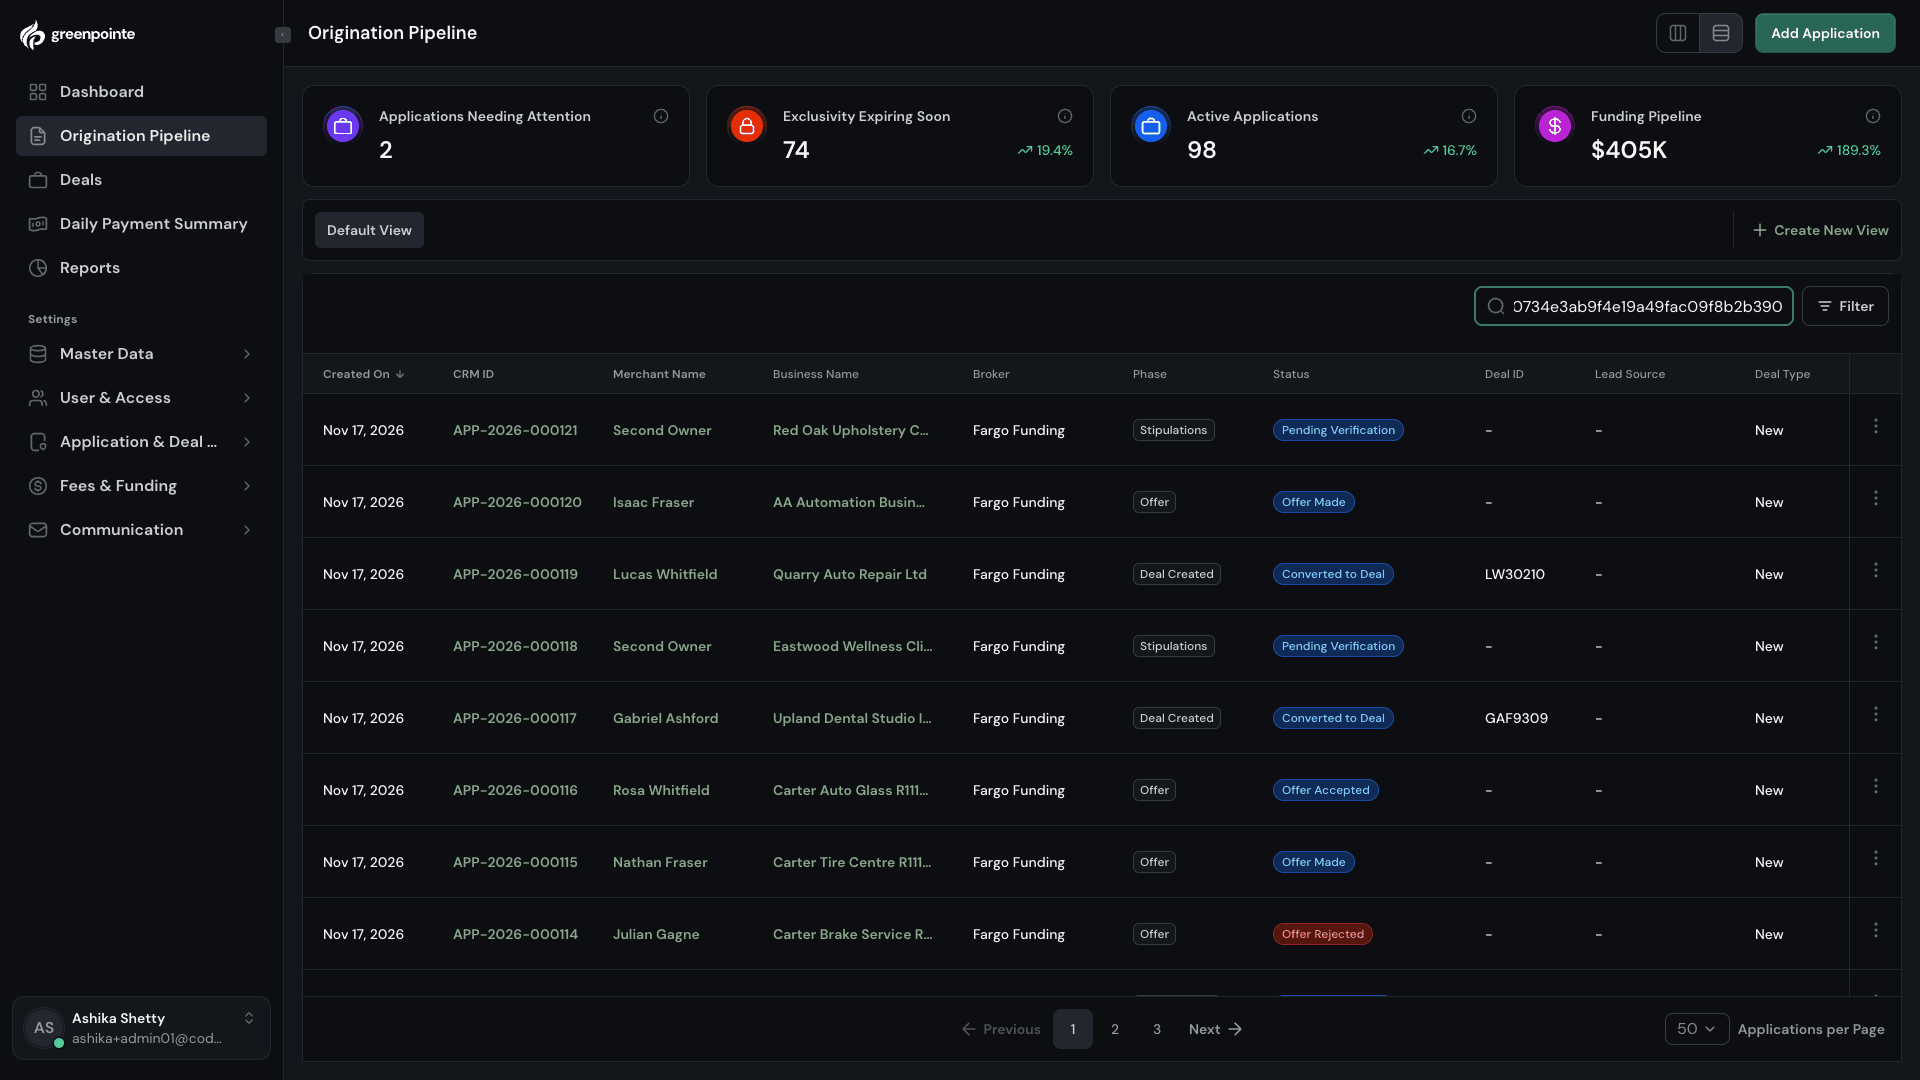 greenpointe
Origination Pipeline
Add Application
Dashboard
Origination Pipeline
Deals
Daily Payment Summary
Reports
Settings
Master Data
User & Access
Application & Deal ...
Fees & Funding
Communication
Ashika Shetty
AS
ashika+admin01@cod...
Applications Needing Attention
2
Exclusivity Expiring Soon
74
19.4%
Active Applications
98
16.7%
Funding Pipeline
$405K
189.3%
Default View
Create New View
0734e3ab9f4e19a49fac09f8b2b390
Filter
Created On CRM ID Merchant Name Business Name Broker Phase Status Deal ID Lead Source Deal Type
Nov 17, 2026 APP-2026-000121 Second Owner Red Oak Upholstery C... Fargo Funding Stipulations Pending Verification - - New
Nov 17, 2026 APP-2026-000120 Isaac Fraser AA Automation Busin... Fargo Funding Offer Offer Made - - New
Nov 17, 2026 APP-2026-000119 Lucas Whitfield Quarry Auto Repair Ltd Fargo Funding Deal Created Converted to Deal LW30210 - New
Nov 17, 2026 APP-2026-000118 Second Owner Eastwood Wellness Cli... Fargo Funding Stipulations Pending Verification - - New
Nov 17, 2026 APP-2026-000117 Gabriel Ashford Upland Dental Studio I... Fargo Funding Deal Created Converted to Deal GAF9309 - New
Nov 17, 2026 APP-2026-000116 Rosa Whitfield Carter Auto Glass R111... Fargo Funding Offer Offer Accepted - - New
Nov 17, 2026 APP-2026-000115 Nathan Fraser Carter Tire Centre R111... Fargo Funding Offer Offer Made - - New
Nov 17, 2026 APP-2026-000114 Julian Gagne Carter Brake Service R... Fargo Funding Offer Offer Rejected - - New
Previous 1 2 3 Next
50 Applications per Page